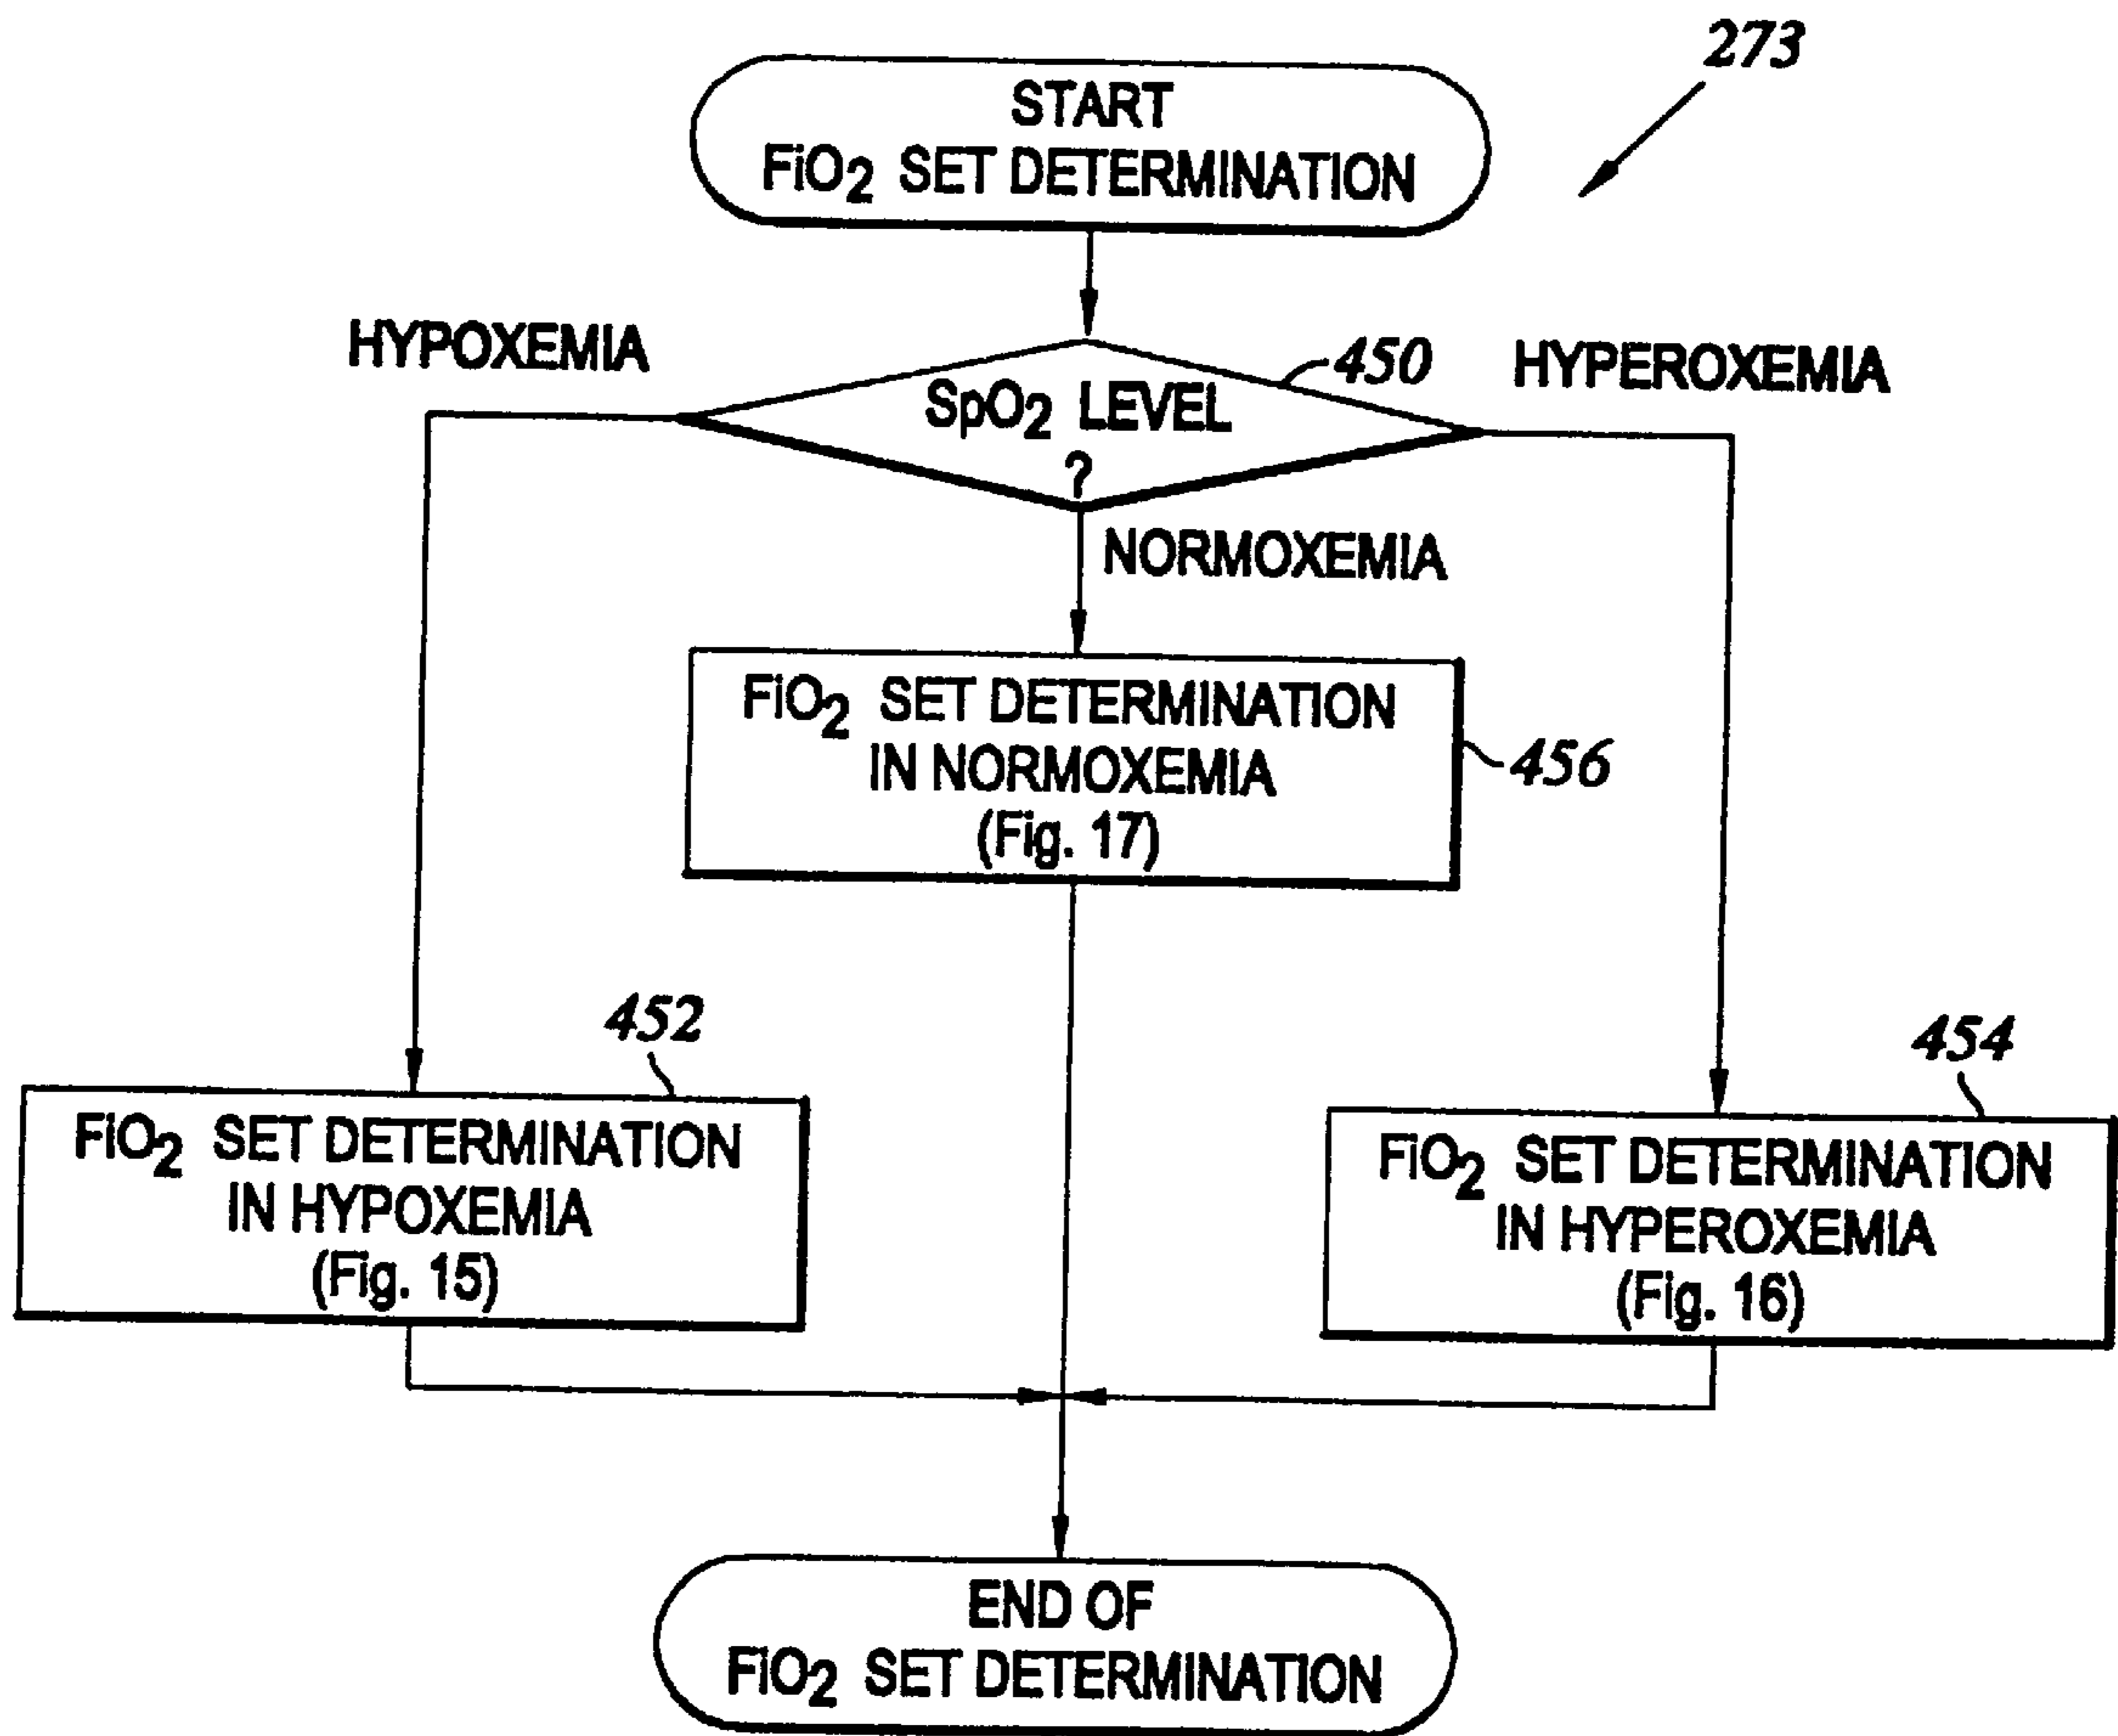 273
START
FiO2 SET DETERMINATION
HYPOXEMIA
450
HYPEROXEMIA
SpO2 LEVEL
?
NORMOXEMIA
FiO2 SET DETERMINATION
IN NORMOXEMIA
(Fig. 17)
456
452
FiO2 SET DETERMINATION
IN HYPOXEMIA
(Fig. 15)
454
FiO2 SET DETERMINATION
IN HYPEROXEMIA
(Fig. 16)
END OF
FiO2 SET DETERMINATION